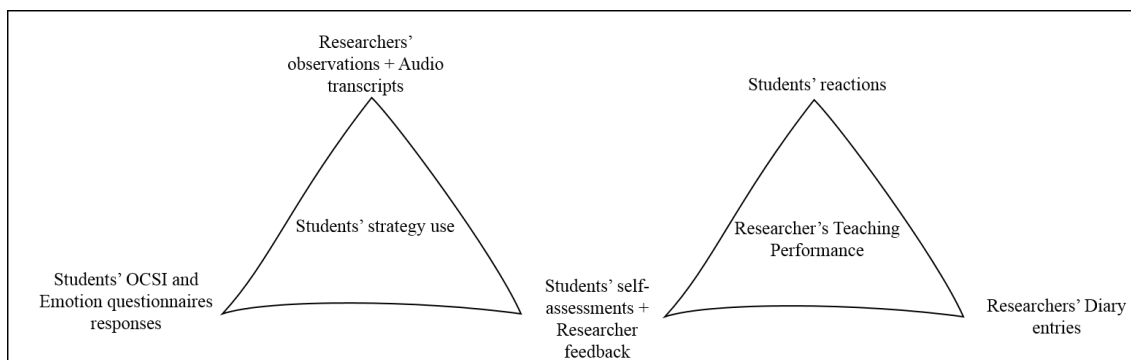 Researchers’
observations + Audio
transcripts
Students’ reactions
Students’ strategy use
Researcher’s Teaching
Performance
Students’ OCSI and
Emotion questionnaires
responses
Students’ self-
assessments +
Researcher
feedback
Researchers’ Diary
entries